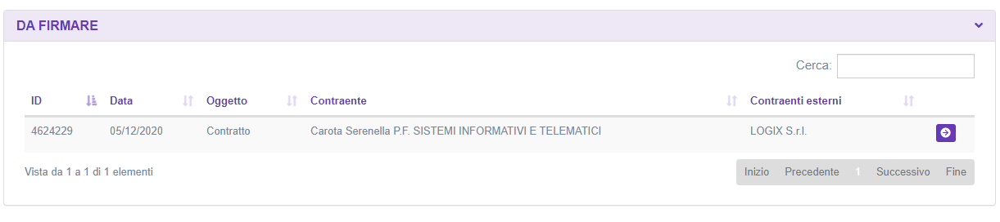 DA FIRMARE
Cerca:
ID Data Oggetto Contraente Contraenti esterni
4624229 05/12/2020 Contratto Carota Serenella P.F. SISTEMI INFORMATIVI E TELEMATICI LOGIX S.r.l.
Vista da 1 a 1 di 1 elementi
Inizio Precedente 1 Successivo Fine